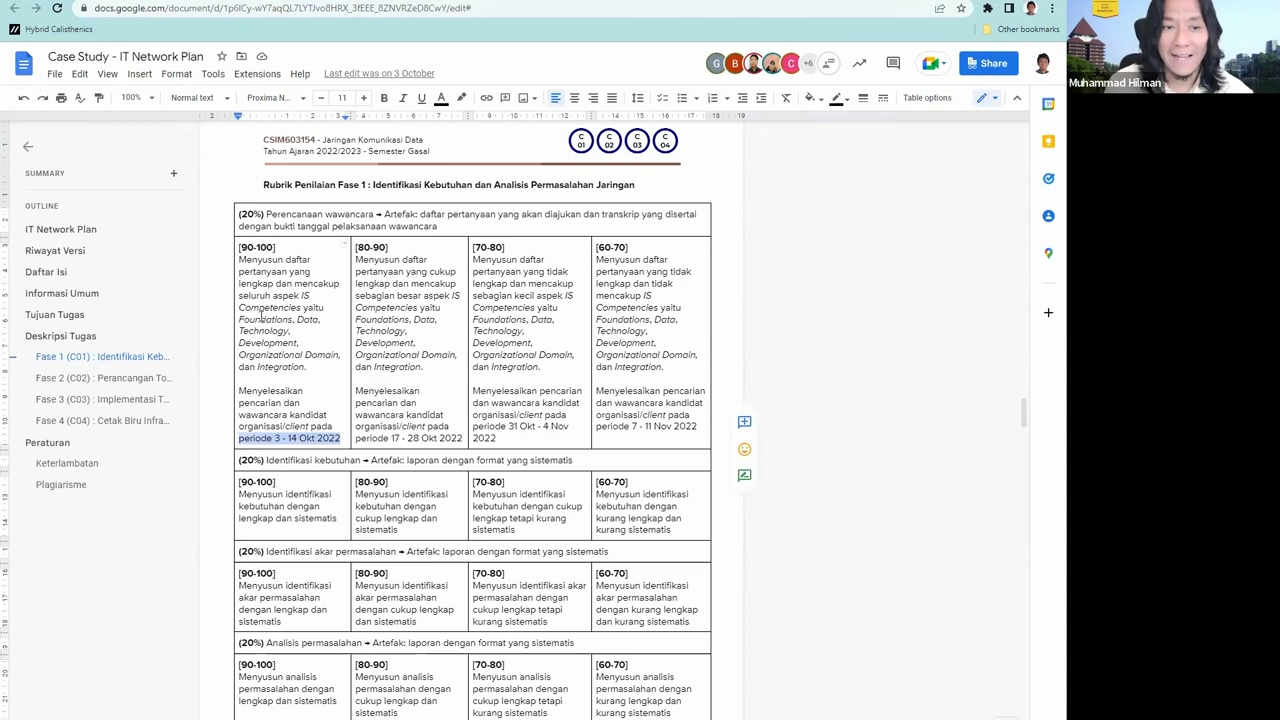 docs.google.com/document/d/1p6lCy-wY7aqQL7LYTJvo8HRX_3fEEE_8ZNVRZeD8CwY/edit#
Hybrid Calisthenics
Other bookmarks
Case Study - IT Network Plan
File Edit View Insert Format Tools Extensions Help Last edit was on 3 October
G B C +6 Share
100% Normal text Proxima N... 11 Table options
Muhammad Hilman
SUMMARY
OUTLINE
IT Network Plan
Riwayat Versi
Daftar Isi
Informasi Umum
Tujuan Tugas
Deskripsi Tugas
Fase 1 (C01) : Identifikasi Keb...
Fase 2 (C02) : Perancangan To...
Fase 3 (C03) : Implementasi T...
Fase 4 (C04) : Cetak Biru Infra...
Peraturan
Keterlambatan
Plagiarisme
CSIM603154 - Jaringan Komunikasi Data
Tahun Ajaran 2022/2023 - Semester Gasal
C 01 C 02 C 03 C 04
Rubrik Penilaian Fase 1 : Identifikasi Kebutuhan dan Analisis Permasalahan Jaringan
(20%) Perencanaan wawancara → Artefak: daftar pertanyaan yang akan diajukan dan transkrip yang disertai
dengan bukti tanggal pelaksanaan wawancara
[90-100]
Menyusun daftar
pertanyaan yang
lengkap dan mencakup
seluruh aspek IS
Competencies yaitu
Foundations, Data,
Technology,
Development,
Organizational Domain,
dan Integration.
Menyelesaikan
pencarian dan
wawancara kandidat
organisasi/client pada
periode 3 - 14 Okt 2022
[80-90]
Menyusun daftar
pertanyaan yang cukup
lengkap dan mencakup
sebagian besar aspek IS
Competencies yaitu
Foundations, Data,
Technology,
Development,
Organizational Domain,
dan Integration.
Menyelesaikan
pencarian dan
wawancara kandidat
organisasi/client pada
periode 17 - 28 Okt 2022
[70-80]
Menyusun daftar
pertanyaan yang tidak
lengkap dan mencakup
sebagian kecil aspek IS
Competencies yaitu
Foundations, Data,
Technology,
Development,
Organizational Domain,
dan Integration.
Menyelesaikan pencarian
dan wawancara kandidat
organisasi/client pada
periode 31 Okt - 4 Nov
2022
[60-70]
Menyusun daftar
pertanyaan yang tidak
lengkap dan tidak
mencakup IS
Competencies yaitu
Foundations, Data,
Technology,
Development,
Organizational Domain,
dan Integration.
Menyelesaikan pencarian
dan wawancara kandidat
organisasi/client pada
periode 7 - 11 Nov 2022
(20%) Identifikasi kebutuhan → Artefak: laporan dengan format yang sistematis
[90-100]
Menyusun identifikasi
kebutuhan dengan
lengkap dan sistematis
[80-90]
Menyusun identifikasi
kebutuhan dengan
cukup lengkap dan
sistematis
[70-80]
Menyusun identifikasi
kebutuhan dengan cukup
lengkap tetapi kurang
sistematis
[60-70]
Menyusun identifikasi
kebutuhan dengan
kurang lengkap dan
kurang sistematis
(20%) Identifikasi akar permasalahan → Artefak: laporan dengan format yang sistematis
[90-100]
Menyusun identifikasi
akar permasalahan
dengan lengkap dan
sistematis
[80-90]
Menyusun identifikasi
akar permasalahan
dengan cukup lengkap
dan sistematis
[70-80]
Menyusun identifikasi akar
permasalahan dengan
cukup lengkap tetapi
kurang sistematis
[60-70]
Menyusun identifikasi
akar permasalahan
dengan kurang lengkap
dan kurang sistematis
(20%) Analisis permasalahan → Artefak: laporan dengan format yang sistematis
[90-100]
Menyusun analisis
permasalahan dengan
lengkap dan sistematis
[80-90]
Menyusun analisis
permasalahan dengan
cukup lengkap dan
sistematis
[70-80]
Menyusun analisis
permasalahan dengan
cukup lengkap tetapi
kurang sistematis
[60-70]
Menyusun analisis
permasalahan dengan
kurang lengkap dan
kurang sistematis